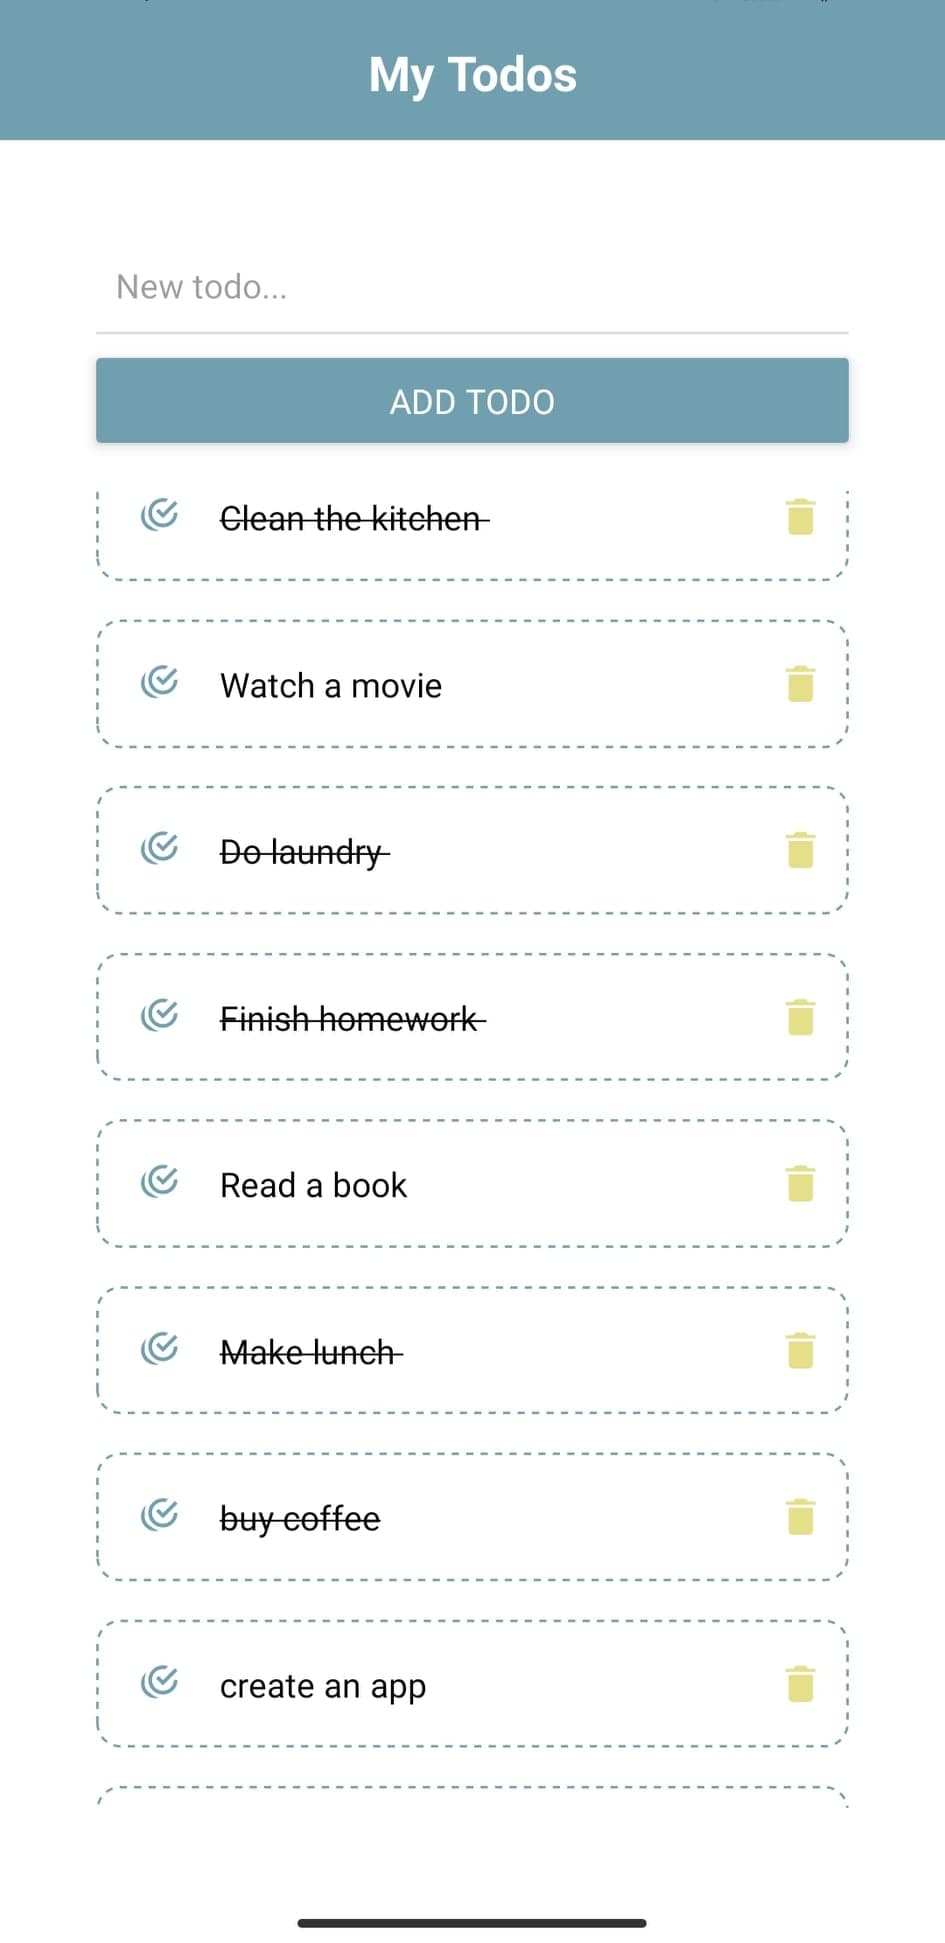 My Todos
New todo...
ADD TODO
Clean the kitchen
Watch a movie
Do laundry
Finish homework
Read a book
Make lunch
buy coffee
create an app